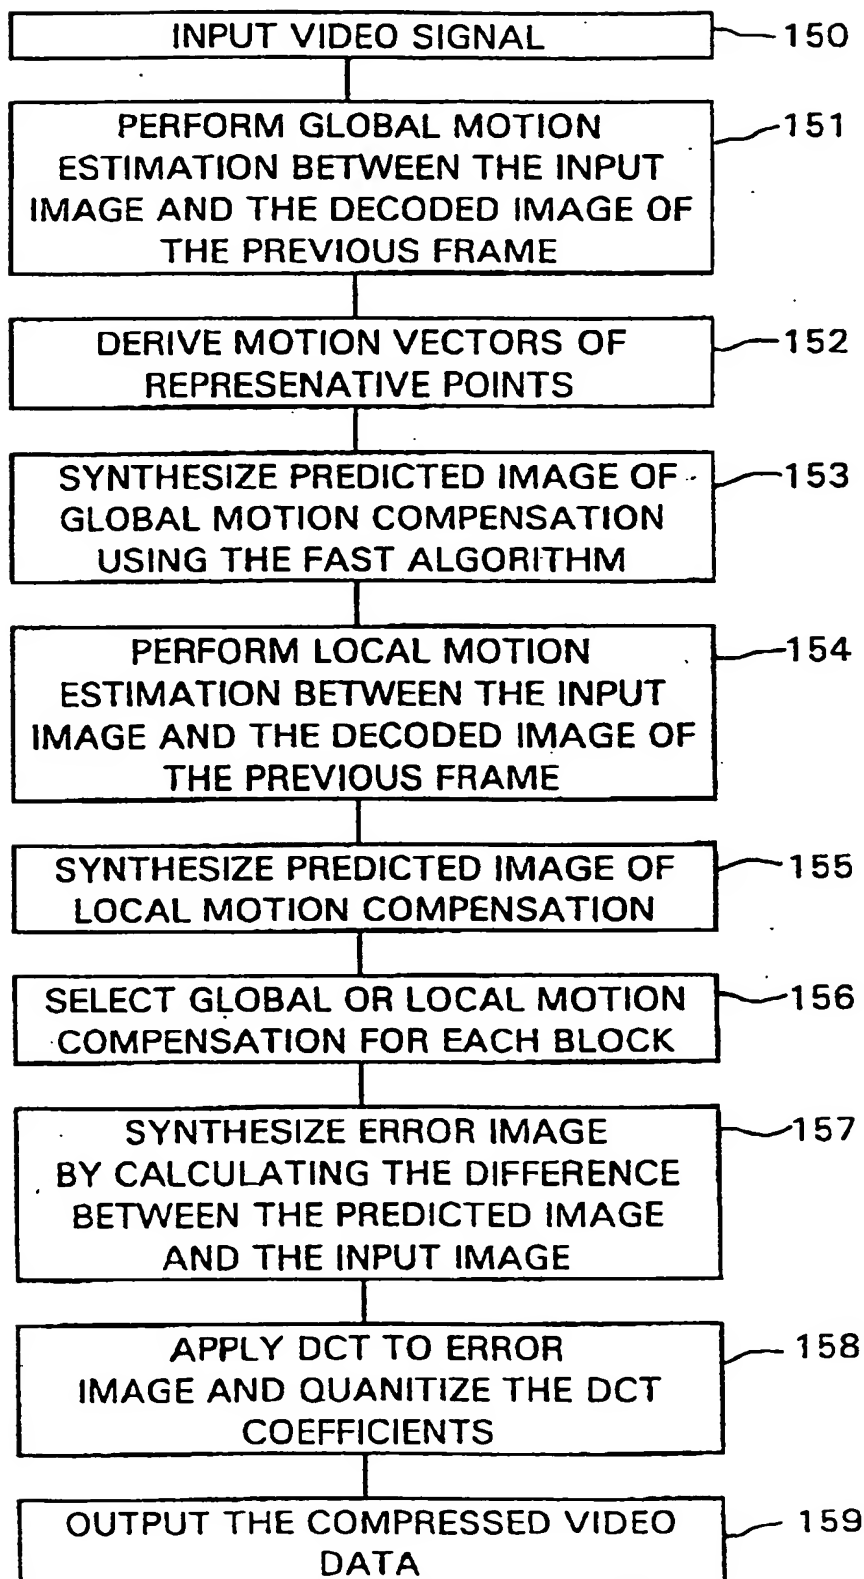 INPUT VIDEO SIGNAL 150
PERFORM GLOBAL MOTION 151
ESTIMATION BETWEEN THE INPUT
IMAGE AND THE DECODED IMAGE OF
THE PREVIOUS FRAME
DERIVE MOTION VECTORS OF 152
REPRESENATIVE POINTS
SYNTHESIZE PREDICTED IMAGE OF 153
GLOBAL MOTION COMPENSATION
USING THE FAST ALGORITHM
PERFORM LOCAL MOTION 154
ESTIMATION BETWEEN THE INPUT
IMAGE AND THE DECODED IMAGE OF
THE PREVIOUS FRAME
SYNTHESIZE PREDICTED IMAGE OF 155
LOCAL MOTION COMPENSATION
SELECT GLOBAL OR LOCAL MOTION 156
COMPENSATION FOR EACH BLOCK
SYNTHESIZE ERROR IMAGE 157
BY CALCULATING THE DIFFERENCE
BETWEEN THE PREDICTED IMAGE
AND THE INPUT IMAGE
APPLY DCT TO ERROR 158
IMAGE AND QUANITIZE THE DCT
COEFFICIENTS
OUTPUT THE COMPRESSED VIDEO 159
DATA